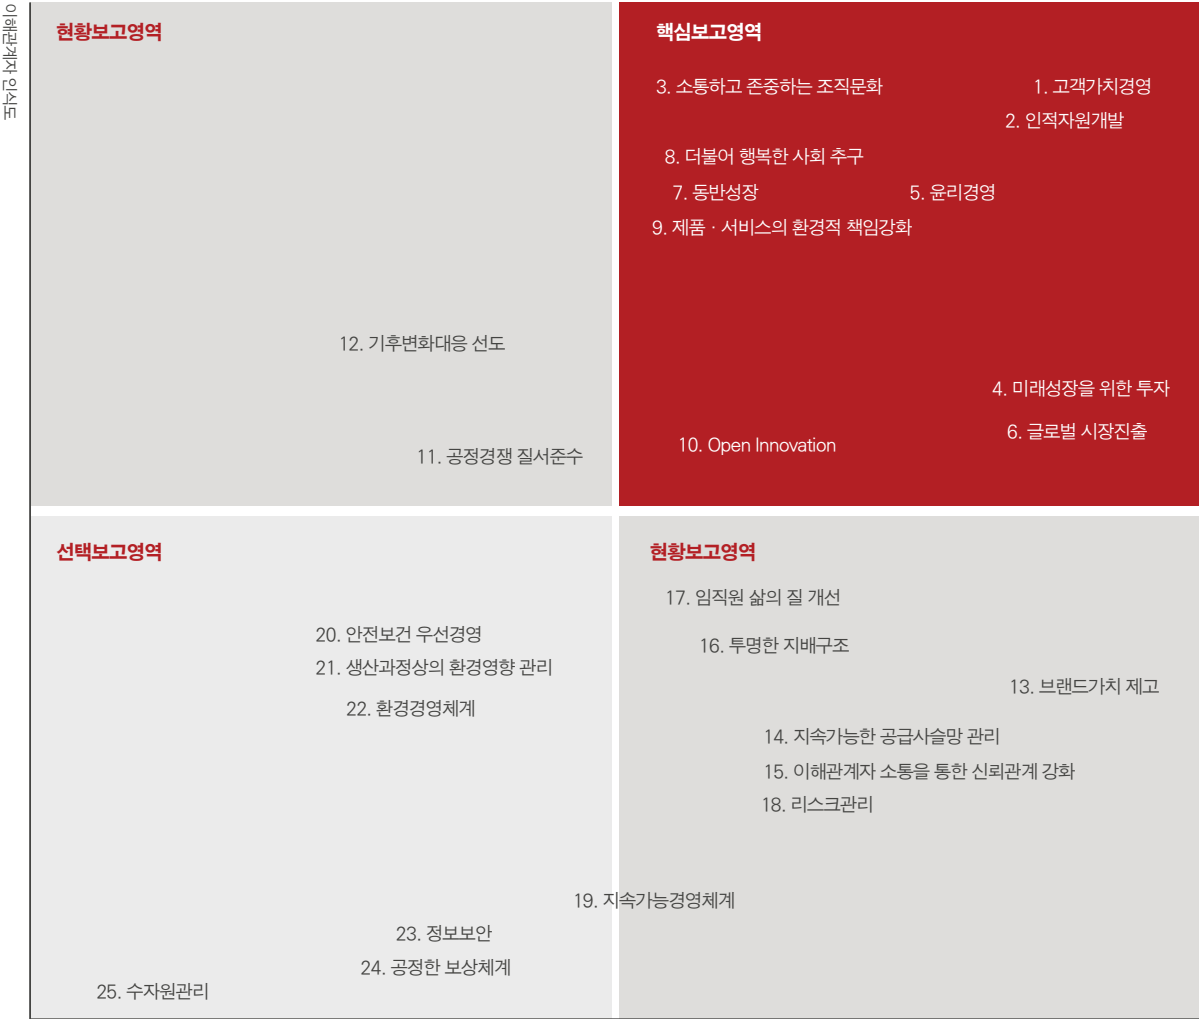 이해관계자 인식도
현황보고영역
12. 기후변화대응 선도
11. 공정경쟁 질서준수
핵심보고영역
3. 소통하고 존중하는 조직문화
1. 고객가치경영
2. 인적자원개발
8. 더불어 행복한 사회 추구
7. 동반성장
5. 윤리경영
9. 제품 · 서비스의 환경적 책임강화
4. 미래성장을 위한 투자
6. 글로벌 시장진출
10. Open Innovation
선택보고영역
20. 안전보건 우선경영
21. 생산과정상의 환경영향 관리
22. 환경경영체계
23. 정보보안
24. 공정한 보상체계
25. 수자원관리
현황보고영역
17. 임직원 삶의 질 개선
16. 투명한 지배구조
13. 브랜드가치 제고
14. 지속가능한 공급사슬망 관리
15. 이해관계자 소통을 통한 신뢰관계 강화
18. 리스크관리
19. 지속가능경영체계